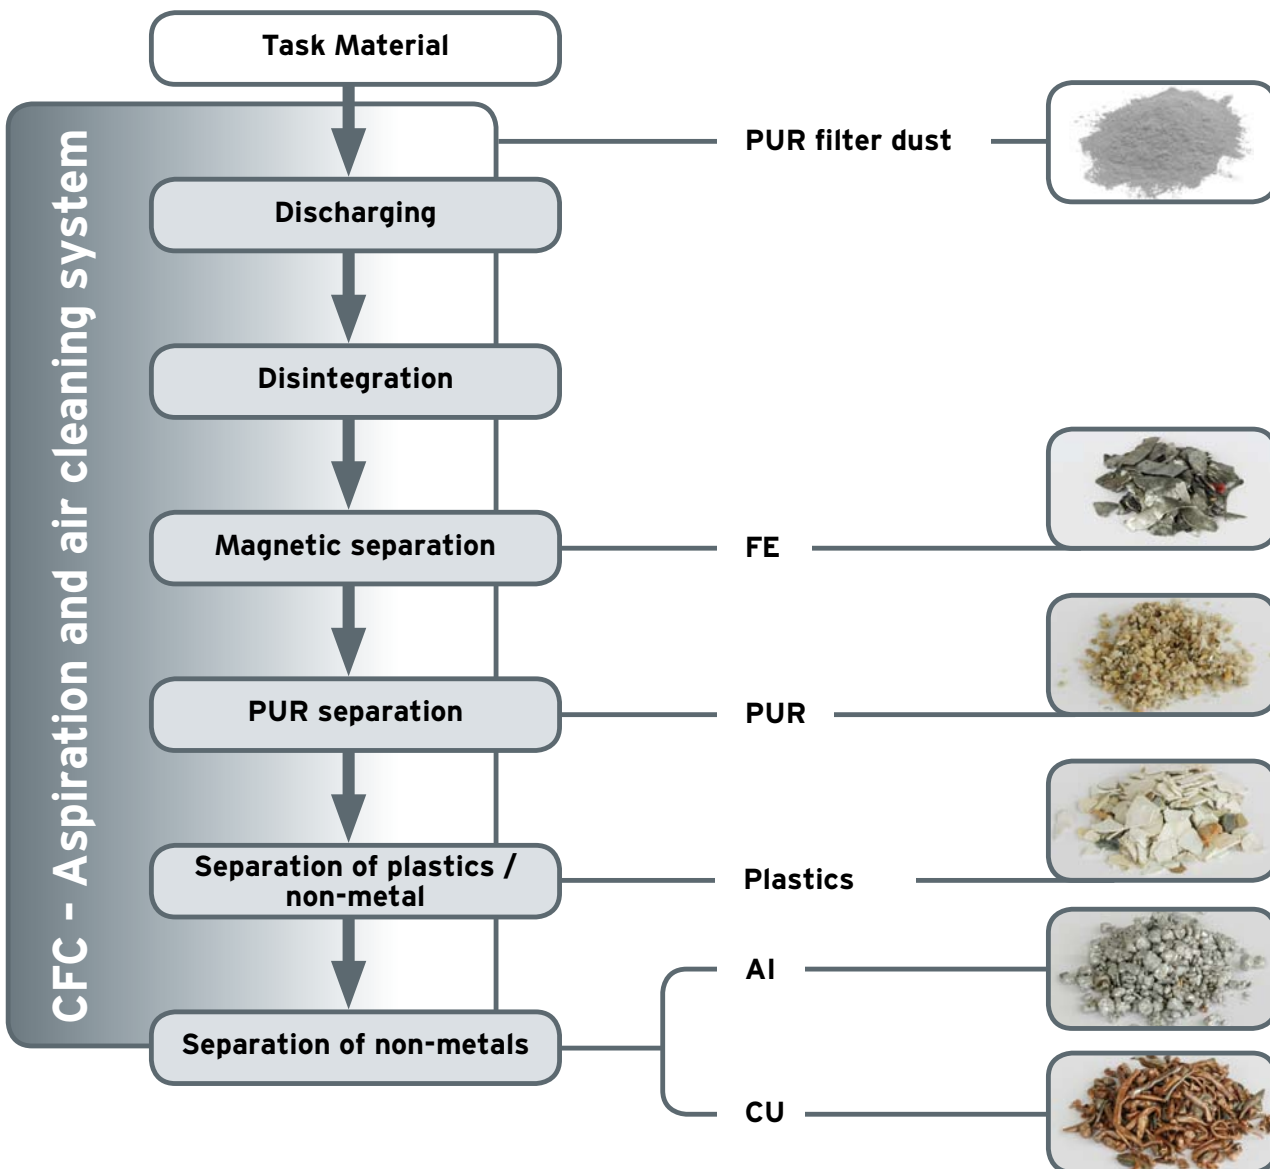 Task Material
CFC - Aspiration and air cleaning system
PUR filter dust
Discharging
Disintegration
Magnetic separation
FE
PUR separation
PUR
Separation of plastics /
non-metal
Plastics
Al
Separation of non-metals
CU